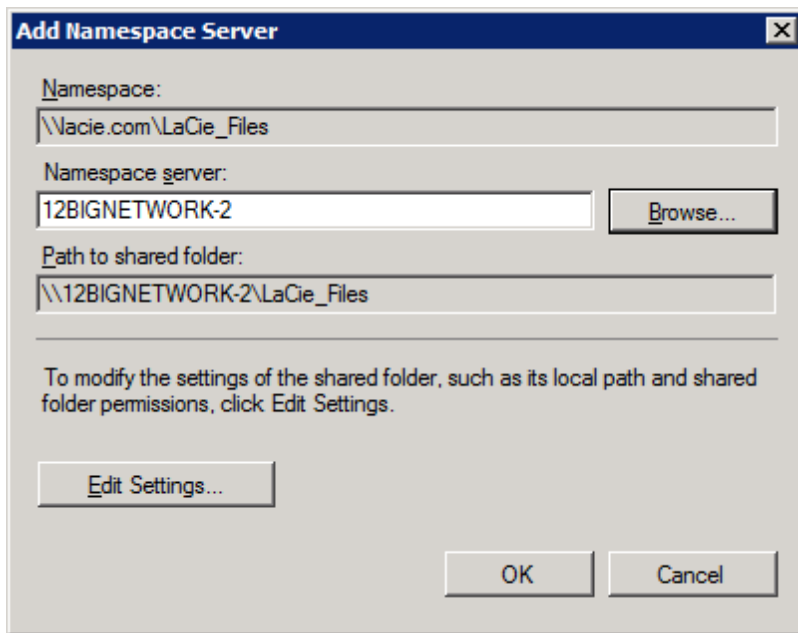 Add Namespace Server
Namespace:
\\lacie.com\LaCie_Files
Namespace server:
12BIGNETWORK-2
Browse...
Path to shared folder:
\\12BIGNETWORK-2\LaCie_Files
To modify the settings of the shared folder, such as its local path and shared
folder permissions, click Edit Settings.
Edit Settings...
OK
Cancel